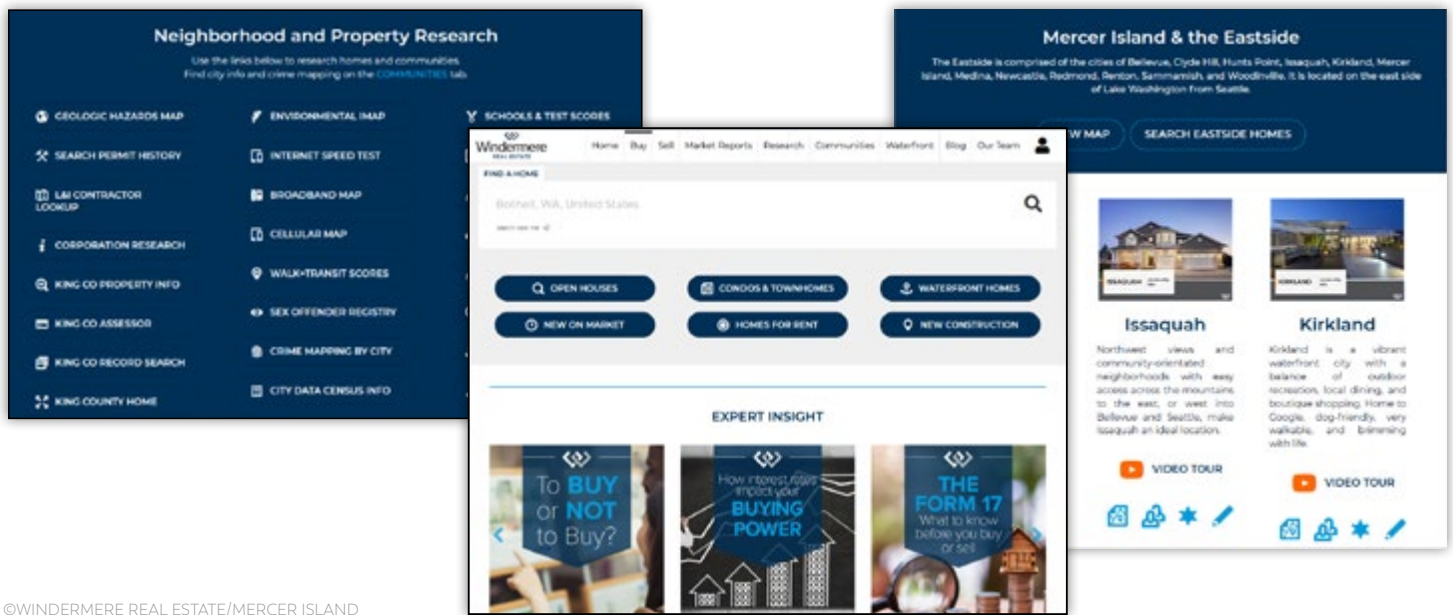 Neighborhood and Property Research
Use the links below to research homes and communities.
Find city info and crime mapping on the COMMUNITIES tab.
GEOLOGIC HAZARDS MAP
SEARCH PERMIT HISTORY
L&I CONTRACTOR
LOOKUP
CORPORATION RESEARCH
KING CO PROPERTY INFO
KING CO ASSESSOR
KING CO RECORD SEARCH
KING COUNTY HOME
ENVIRONMENTAL IMAP
INTERNET SPEED TEST
BROADBAND MAP
CELLULAR MAP
WALK+TRANSIT SCORES
SEX OFFENDER REGISTRY
CRIME MAPPING BY CITY
CITY DATA CENSUS INFO
SCHOOLS & TEST SCORES
Windermere
REAL ESTATE
Home Buy Sell Market Reports Research Communities Waterfront Blog Our Team
FIND A HOME
Bothell, WA, United States
OPEN HOUSES
CONDOS & TOWNHOMES
WATERFRONT HOMES
NEW ON MARKET
HOMES FOR RENT
NEW CONSTRUCTION
EXPERT INSIGHT
To BUY
or NOT
to Buy?
How interest rates
impact your
BUYING
POWER
THE
FORM 17
What to know
before you buy
or sell
Mercer Island & the Eastside
The Eastside is comprised of the cities of Bellevue, Clyde Hill, Hunts Point, Issaquah, Kirkland, Mercer
Island, Medina, Newcastle, Redmond, Renton, Sammamish, and Woodinville. It is located on the east side
of Lake Washington from Seattle.
W MAP
SEARCH EASTSIDE HOMES
ISSAQUAH
KIRKLAND
Issaquah
Northwest views and
community-orientated
neighborhoods with easy
access across the mountains
to the east, or west into
Bellevue and Seattle, make
Issaquah an ideal location.
VIDEO TOUR
Kirkland
Kirkland is a vibrant
waterfront city with a
balance of outdoor
recreation, local dining, and
boutique shopping. Home to
Google, dog-friendly, very
walkable, and brimming
with life.
VIDEO TOUR
©WINDERMERE REAL ESTATE/MERCER ISLAND